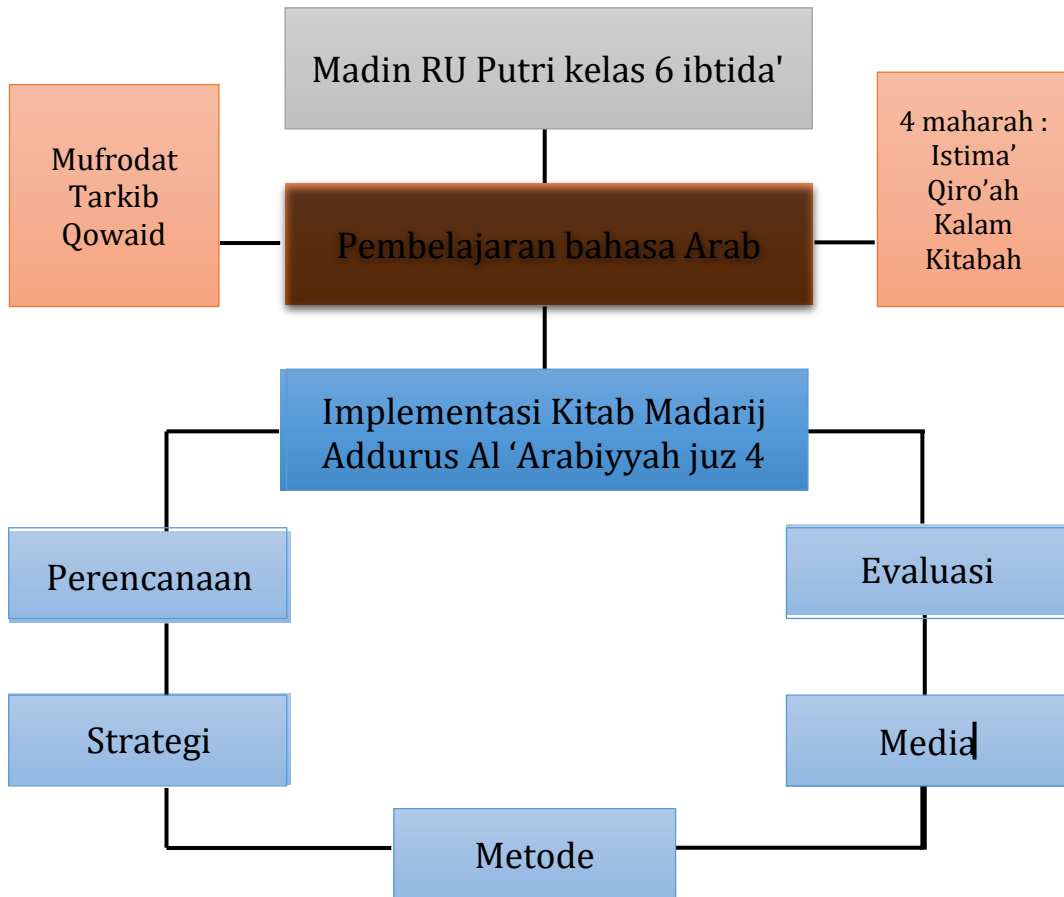 Madin RU Putri kelas 6 ibtida'
Mufrodat
Tarkib
Qowaid
Pembelajaran bahasa Arab
4 maharah :
Istima’
Qiro’ah
Kalam
Kitabah
Implementasi Kitab Madarij
Addurus Al ‘Arabiyyah juz 4
Perencanaan
Evaluasi
Strategi
Media
Metode